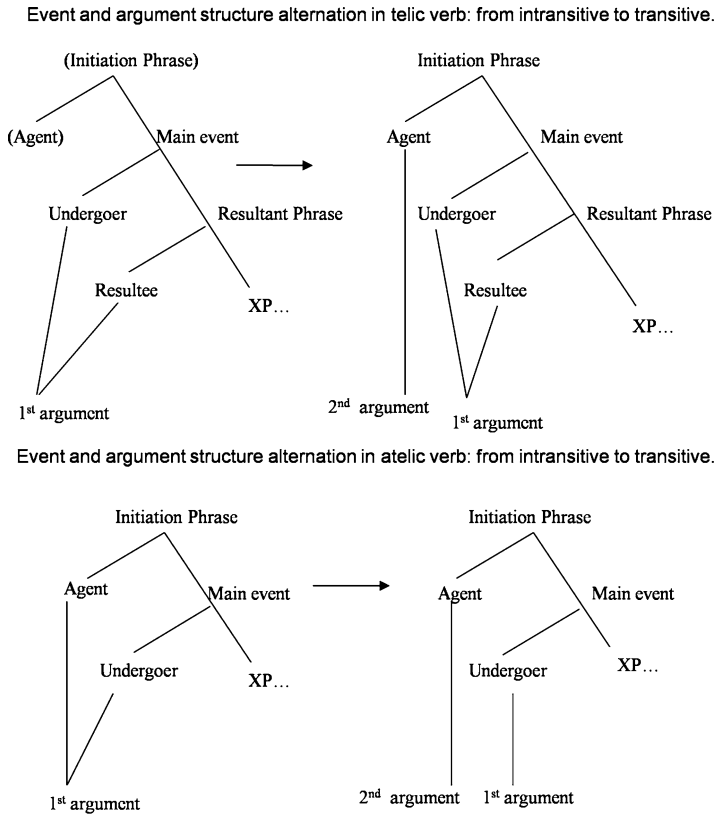 Event and argument structure alternation in telic verb: from intransitive to transitive.
(Initiation Phrase) Initiation Phrase
(Agent) Main event Agent Main event
Undergoer Resultant Phrase Undergoer Resultant Phrase
Resultee XP... Resultee XP...
1st argument 2nd argument 1st argument
Event and argument structure alternation in atelic verb: from intransitive to transitive.
Initiation Phrase Initiation Phrase
Agent Main event Agent Main event
Undergoer XP... Undergoer XP...
1st argument 2nd argument 1st argument